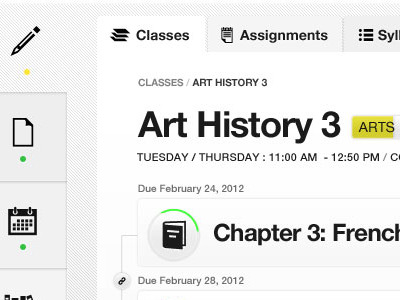 Classes Assignments Syll
CLASSES / ART HISTORY 3
Art History 3 ARTS
TUESDAY / THURSDAY : 11:00 AM - 12:50 PM / CO
Due February 24, 2012
Chapter 3: French
Due February 28, 2012